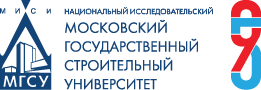 МИСИ
МГСУ
НАЦИОНАЛЬНЫЙ ИССЛЕДОВАТЕЛЬСКИЙ
МОСКОВСКИЙ
ГОСУДАРСТВЕННЫЙ
СТРОИТЕЛЬНЫЙ
УНИВЕРСИТЕТ